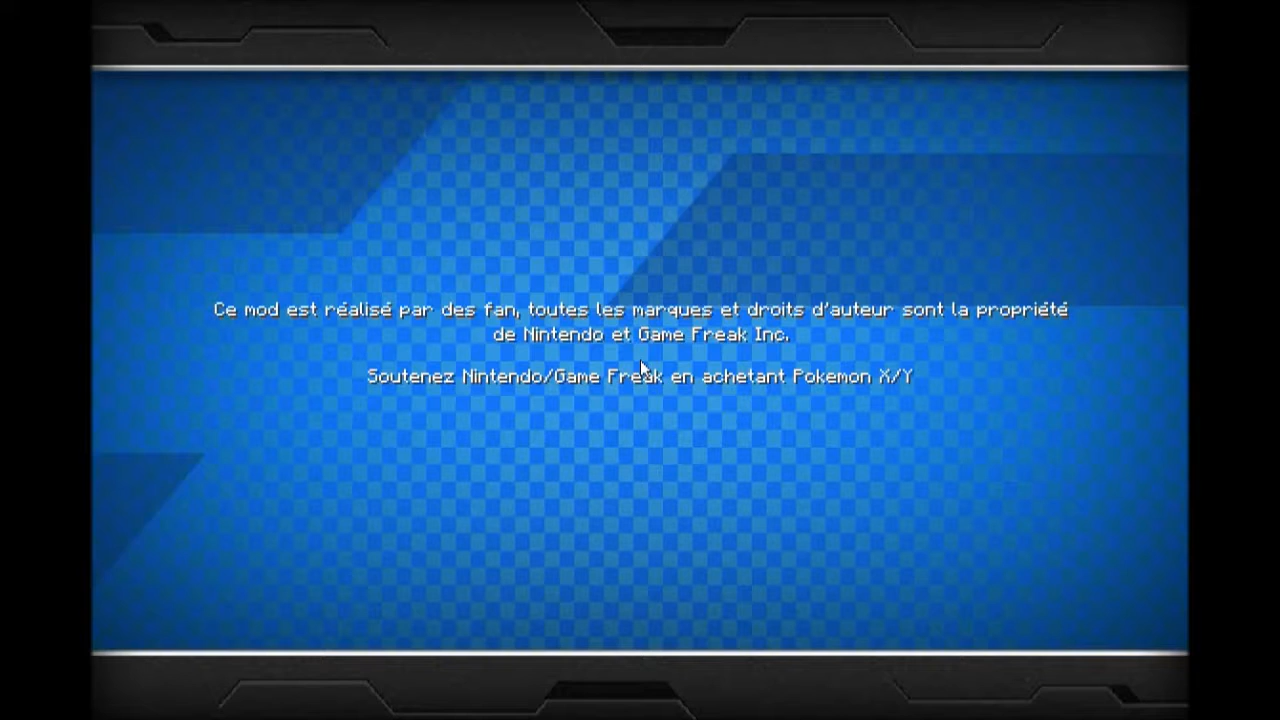 Ce mod est réalisé par des fan, toutes les marques et droits d'auteur sont la propriété
de Nintendo et Game Freak Inc.
Soutenez Nintendo/Game Freak en achetant Pokemon X/Y